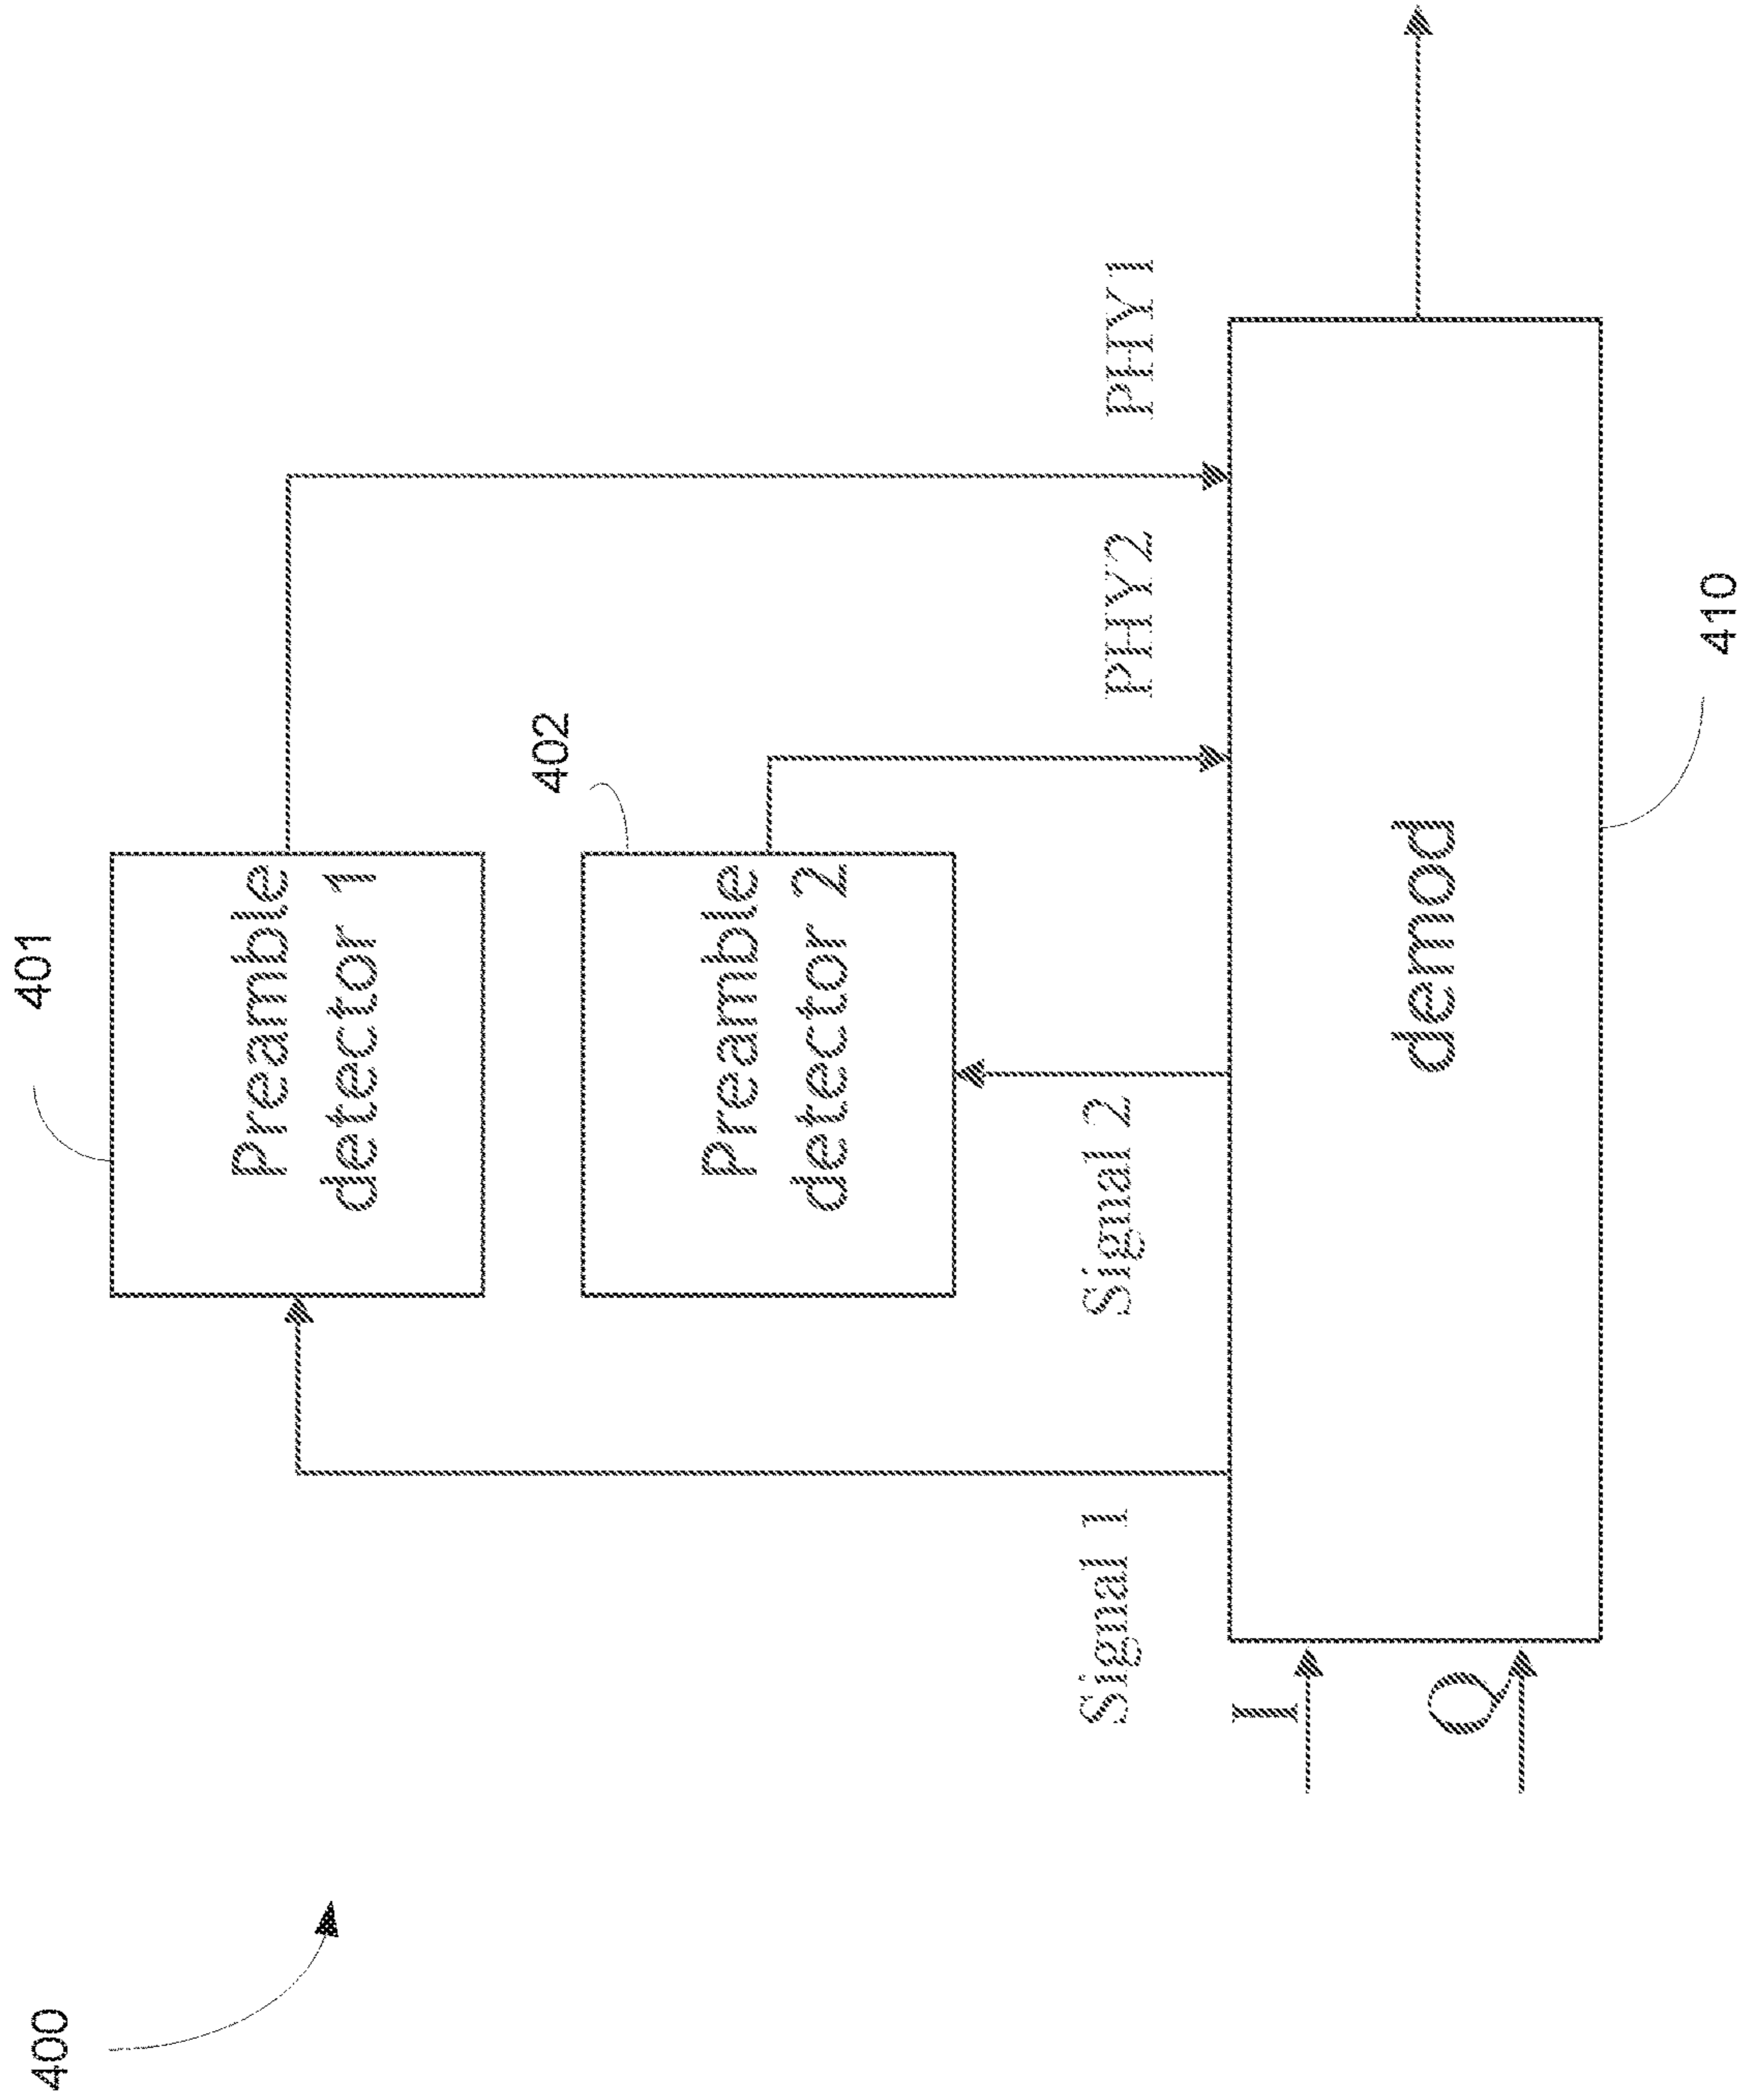 400
401
Preamble
detector 1
402
Preamble
detector 2
Signal 1
Signal 2
PHY2
PHY1
I
Q
demod
410